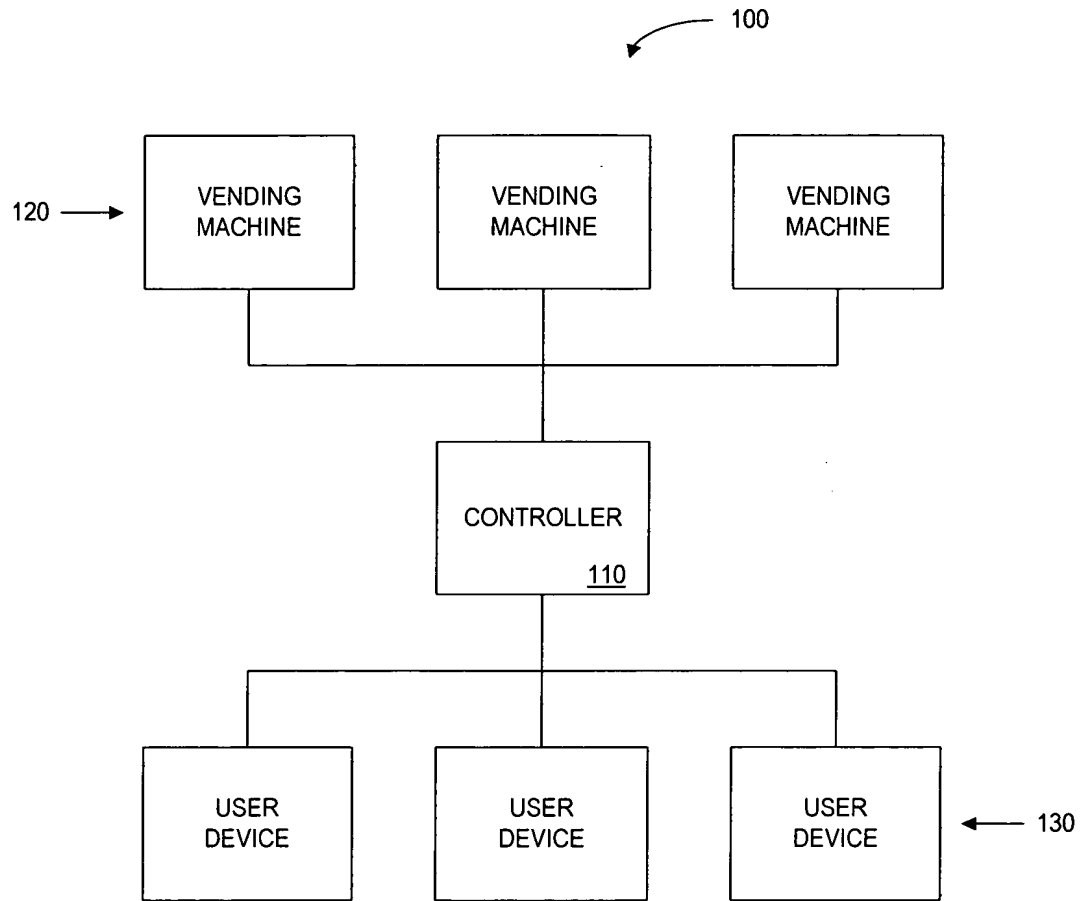 100
120
VENDING
MACHINE
VENDING
MACHINE
VENDING
MACHINE
CONTROLLER
110
USER
DEVICE
USER
DEVICE
USER
DEVICE
130